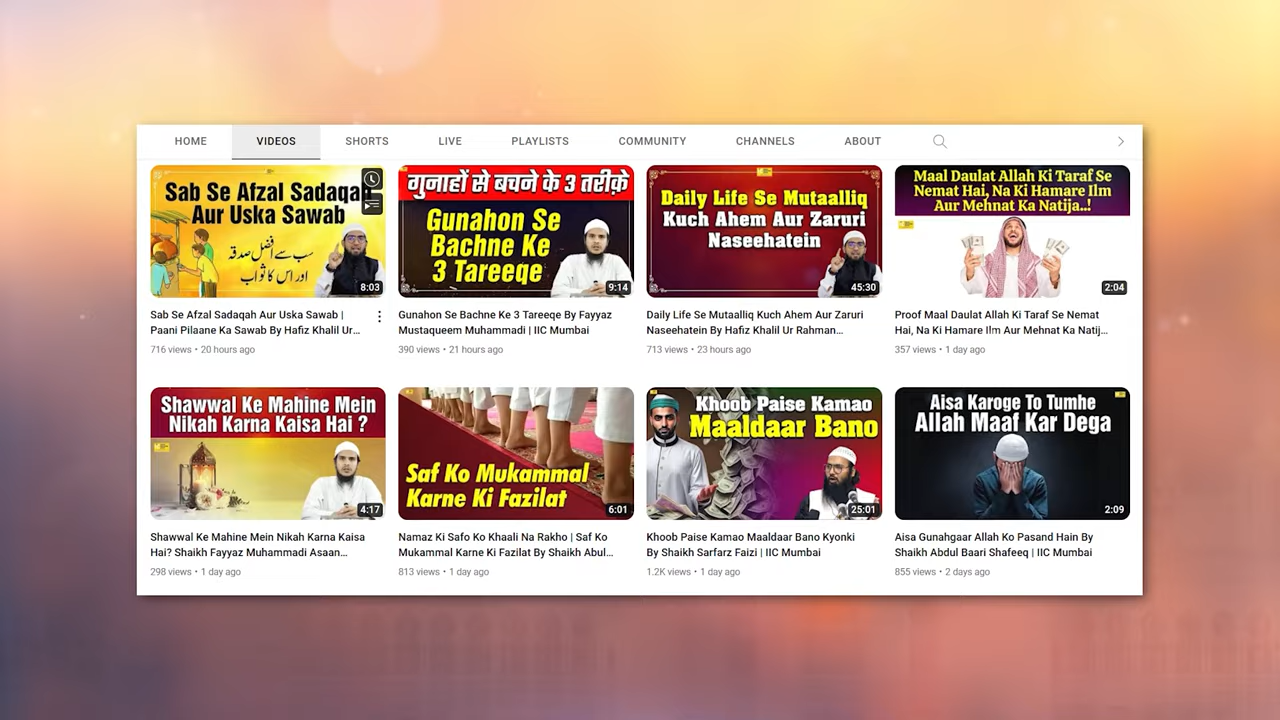 HOME VIDEOS SHORTS LIVE PLAYLISTS COMMUNITY CHANNELS ABOUT
Sab Se Afzal Sadaqah
Aur Uska Sawab
سب سے افضل صدقہ
اور اس کا ثواب
8:03
Sab Se Afzal Sadaqah Aur Uska Sawab |
Paani Pilaane Ka Sawab By Hafiz Khalil Ur...
716 views • 20 hours ago
गुनाहों से बचने के 3 तरीक़े
Gunahon Se
Bachne Ke
3 Tareeqe
9:14
Gunahon Se Bachne Ke 3 Tareeqe By Fayyaz
Mustaqueem Muhammadi | IIC Mumbai
390 views • 21 hours ago
Daily Life Se Mutaalliq
Kuch Ahem Aur Zaruri
Naseehatein
45:30
Daily Life Se Mutaalliq Kuch Ahem Aur Zaruri
Naseehatein By Hafiz Khalil Ur Rahman...
713 views • 23 hours ago
Maal Daulat Allah Ki Taraf Se
Nemat Hai, Na Ki Hamare Ilm
Aur Mehnat Ka Natija..!
2:04
Proof Maal Daulat Allah Ki Taraf Se Nemat
Hai, Na Ki Hamare Ilm Aur Mehnat Ka Natij...
357 views • 1 day ago
Shawwal Ke Mahine Mein
Nikah Karna Kaisa Hai ?
4:17
Shawwal Ke Mahine Mein Nikah Karna Kaisa
Hai? Shaikh Fayyaz Muhammadi Asaan...
298 views • 1 day ago
Saf Ko Mukammal
Karne Ki Fazilat
6:01
Namaz Ki Safo Ko Khaali Na Rakho | Saf Ko
Mukammal Karne Ki Fazilat By Shaikh Abul...
813 views • 1 day ago
Khoob Paise Kamao
Maaldaar Bano
25:01
Khoob Paise Kamao Maaldaar Bano Kyonki
By Shaikh Sarfarz Faizi | IIC Mumbai
1.2K views • 1 day ago
Aisa Karoge To Tumhe
Allah Maaf Kar Dega
2:09
Aisa Gunahgaar Allah Ko Pasand Hain By
Shaikh Abdul Baari Shafeeq | IIC Mumbai
855 views • 2 days ago